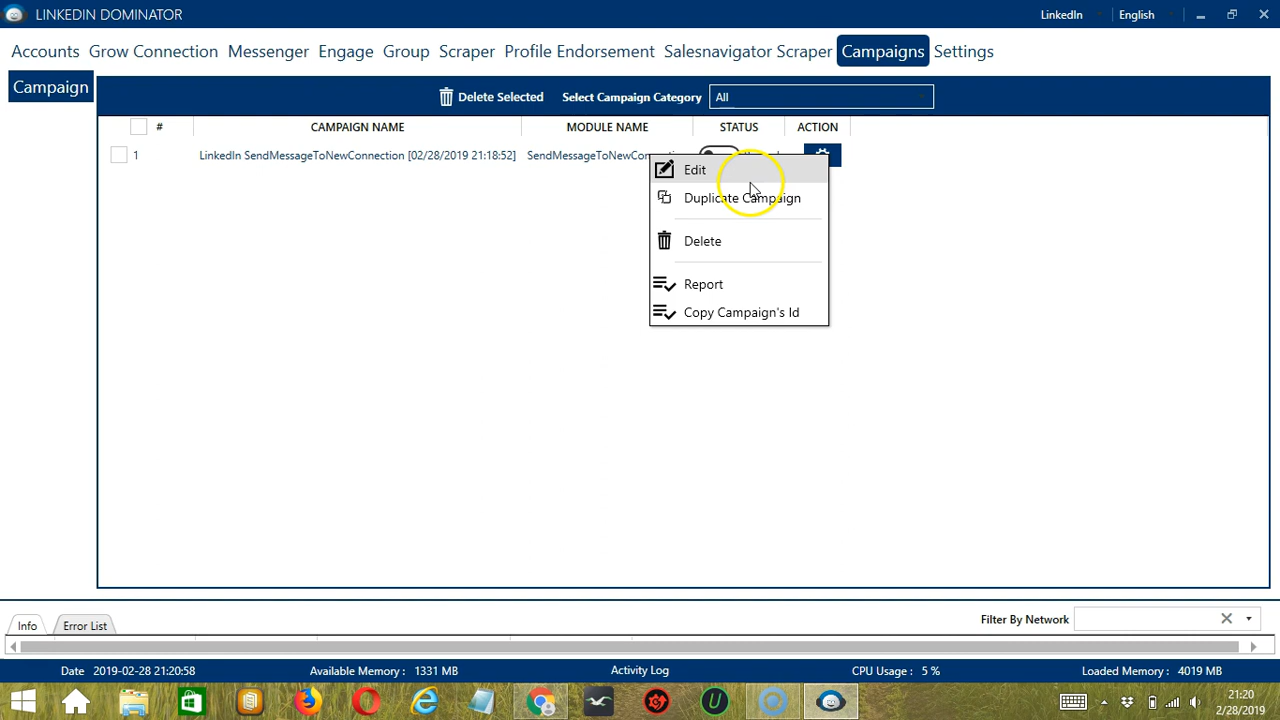 LINKEDIN DOMINATOR
LinkedIn
English
Accounts Grow Connection Messenger Engage Group Scraper Profile Endorsement Salesnavigator Scraper Campaigns Settings
Campaign
Delete Selected Select Campaign Category All
# CAMPAIGN NAME MODULE NAME STATUS ACTION
1 LinkedIn SendMessageToNewConnection [02/28/2019 21:18:52]
Edit
Duplicate Campaign
Delete
Report
Copy Campaign's Id
Info Error List Filter By Network
Date 2019-02-28 21:20:58 Available Memory : 1331 MB Activity Log CPU Usage : 5 % Loaded Memory : 4019 MB
21:20
2/28/2019